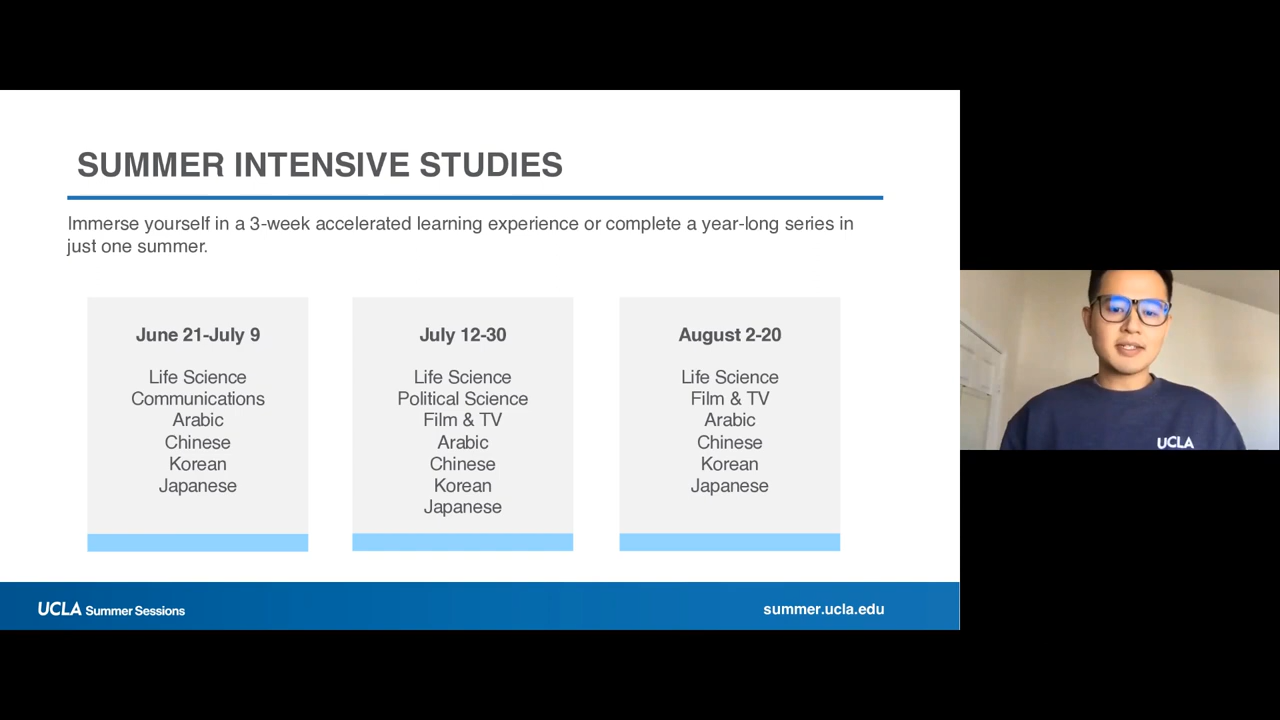 SUMMER INTENSIVE STUDIES
Immerse yourself in a 3-week accelerated learning experience or complete a year-long series in
just one summer.
June 21-July 9
Life Science
Communications
Arabic
Chinese
Korean
Japanese
July 12-30
Life Science
Political Science
Film & TV
Arabic
Chinese
Korean
Japanese
August 2-20
Life Science
Film & TV
Arabic
Chinese
Korean
Japanese
UCLA
UCLA Summer Sessions
summer.ucla.edu